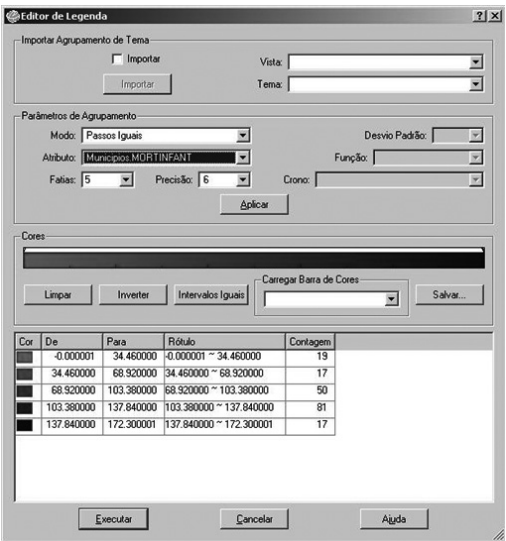 Editor de Legenda
Importar Agrupamento de Tema
Importar
Vista:
Importar
Tema:
Parâmetros de Agrupamento
Modo: Passos Iguais
Desvio Padrão:
Atributo: Municipios.MORTINFANT
Função:
Fatias: 5 Precisão: 6 Crono:
Aplicar
Cores
Limpar Inverter Intervalos Iguais
Carregar Barra de Cores
Salvar...
Cor De Para Rótulo Contagem
-0.000001 34.460000 -0.000001 ~ 34.460000 19
34.460000 68.920000 34.460000 ~ 68.920000 17
68.920000 103.380000 68.920000 ~ 103.380000 50
103.380000 137.840000 103.380000 ~ 137.840000 81
137.840000 172.300001 137.840000 ~ 172.300001 17
Executar Cancelar Ajuda